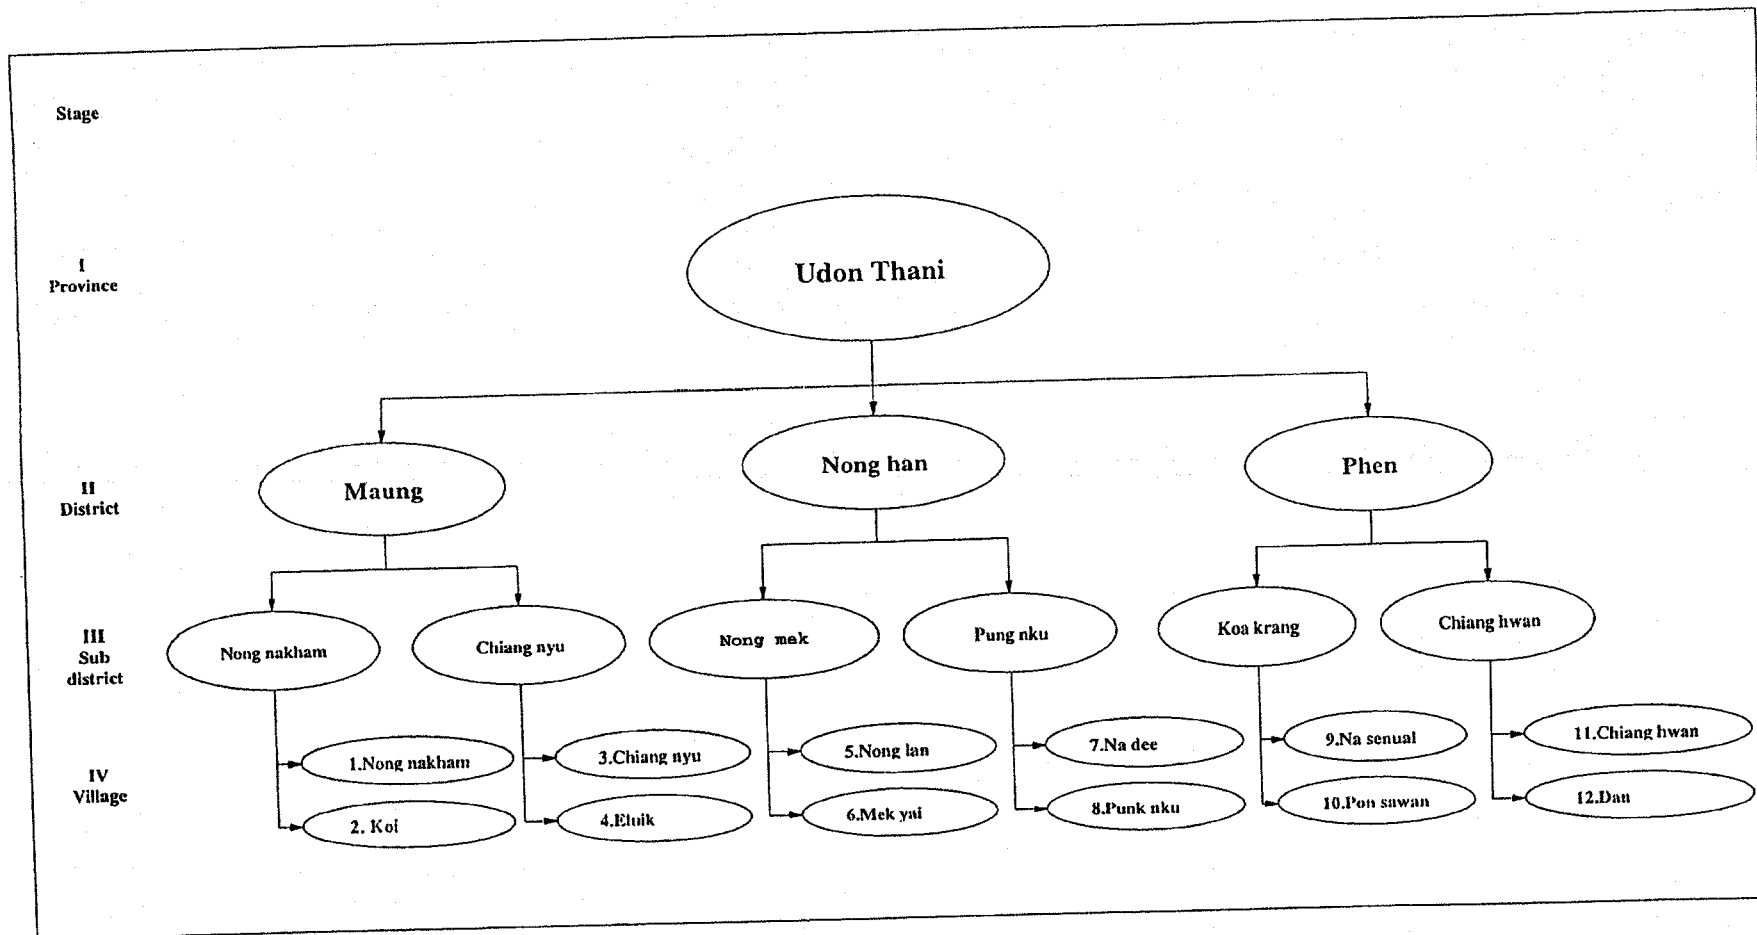 Stage
I
Province
Udon Thani
II
District
Maung
Nong han
Phen
III
Sub
district
Nong nakham
Chiang nyu
Nong mek
Pung nku
Koa krang
Chiang hwan
IV
Village
1.Nong nakham
3.Chiang nyu
5.Nong lan
7.Na dee
9.Na senual
11.Chiang hwan
2. Koi
4.Eluik
6.Mek yai
8.Punk nku
10.Pon sawan
12.Dan